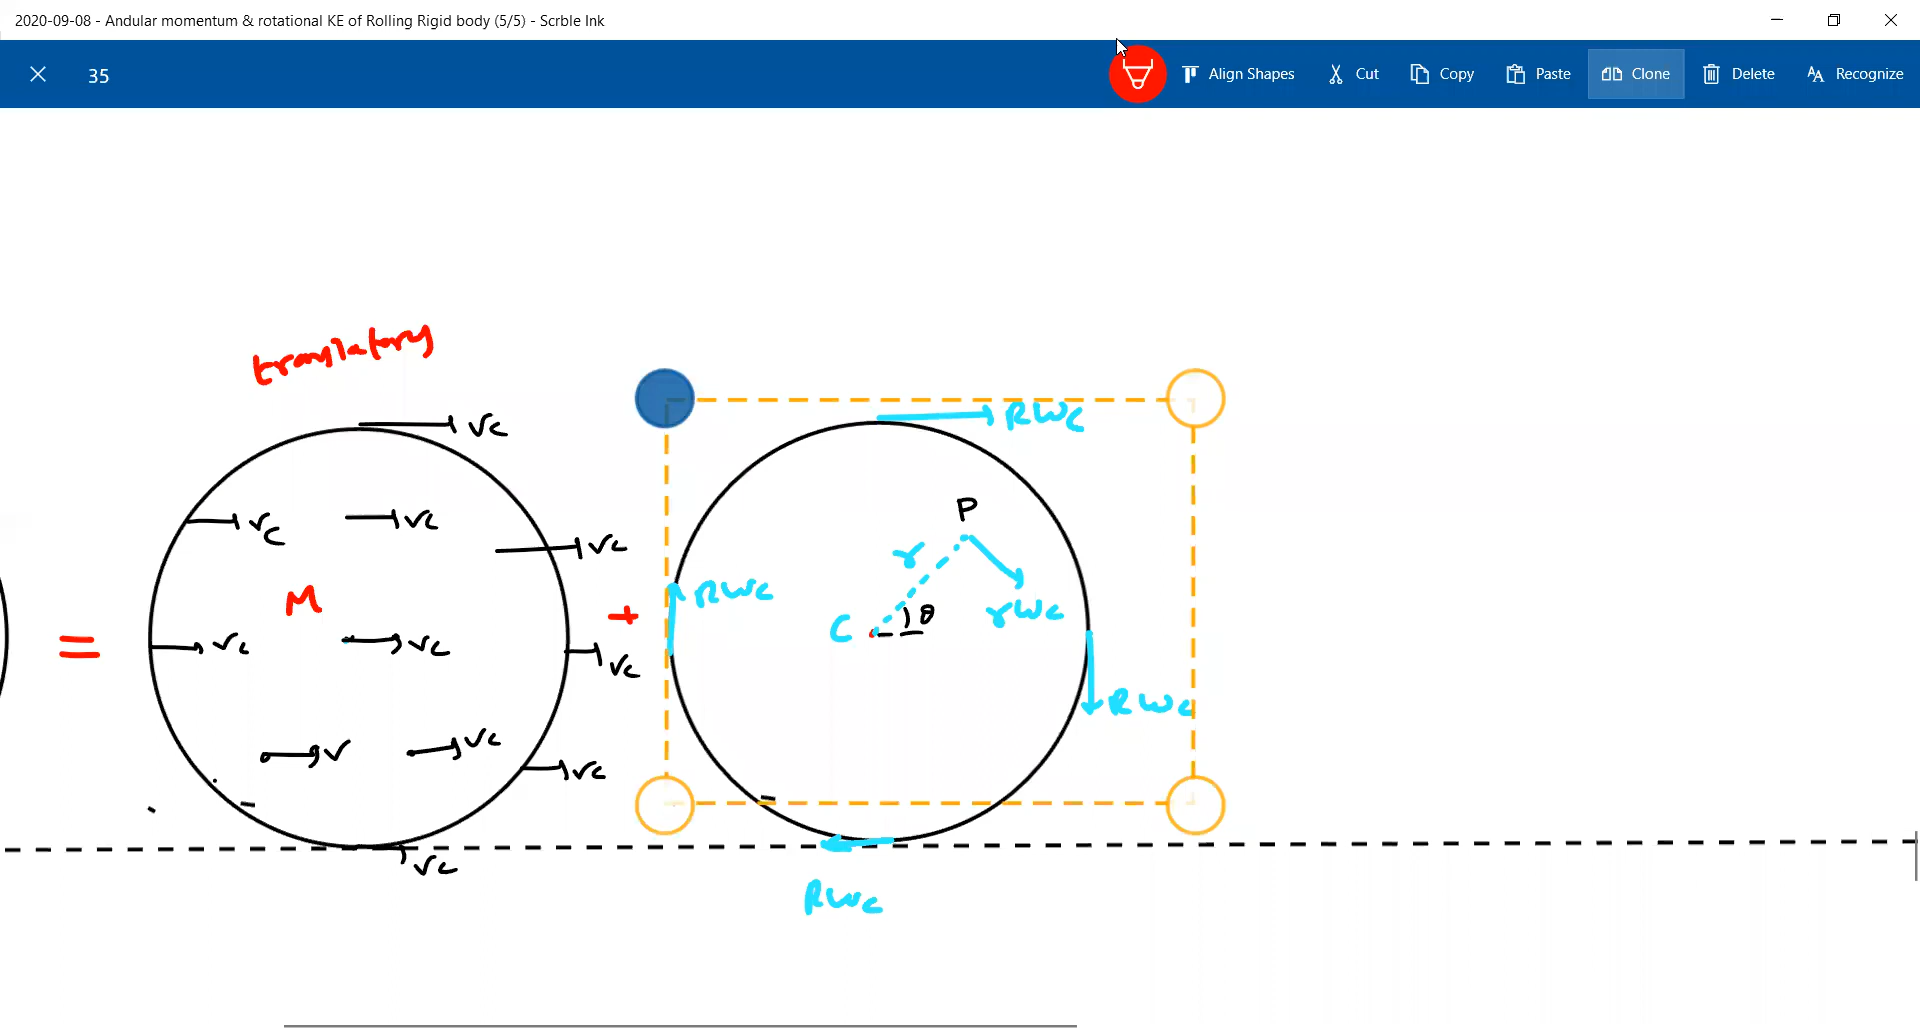 2020-09-08 - Andular momentum & rotational KE of Rolling Rigid body (5/5) - Scrble Ink
35
Align Shapes
Cut
Copy
Paste
Clone
Delete
Recognize
translatory
vc
vc
vc
vc
M
=
vc
vc
vc
v
vc
vc
vc
+
Rwc
P
r
Rwc
C
θ
rwc
Rwc
Rwc